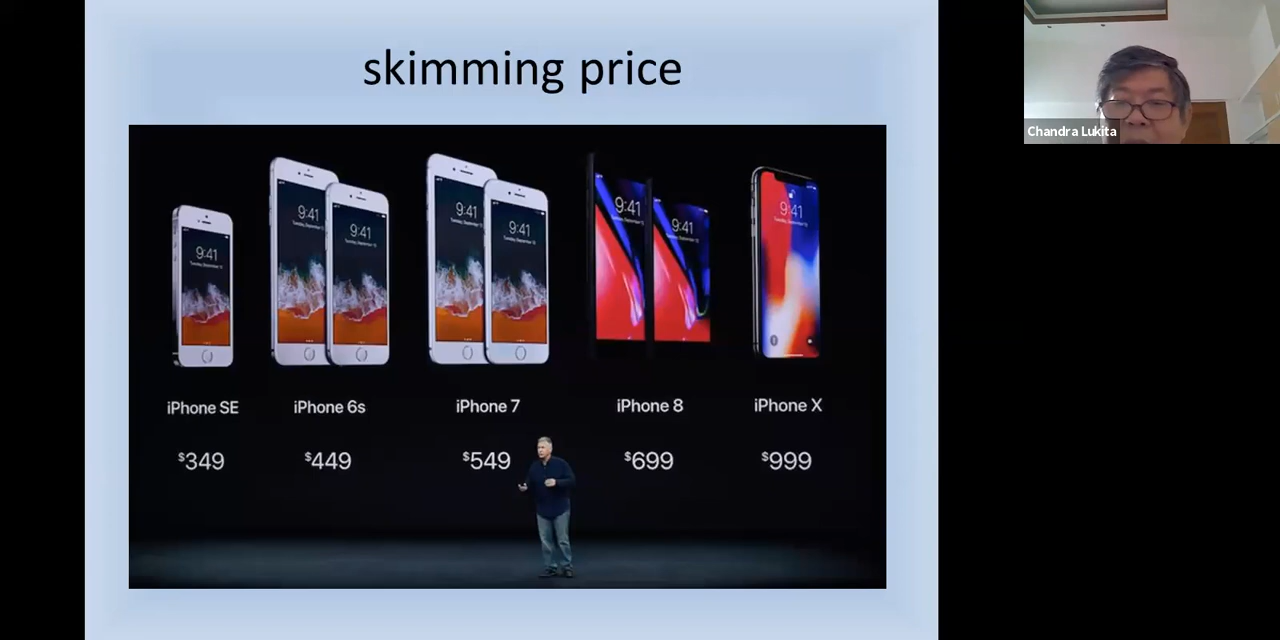 skimming price
Chandra Lukita
9:41
9:41
9:41
9:41
9:41
9:41
9:41
9:41
iPhone SE
iPhone 6s
iPhone 7
iPhone 8
iPhone X
$349
$449
$549
$699
$999